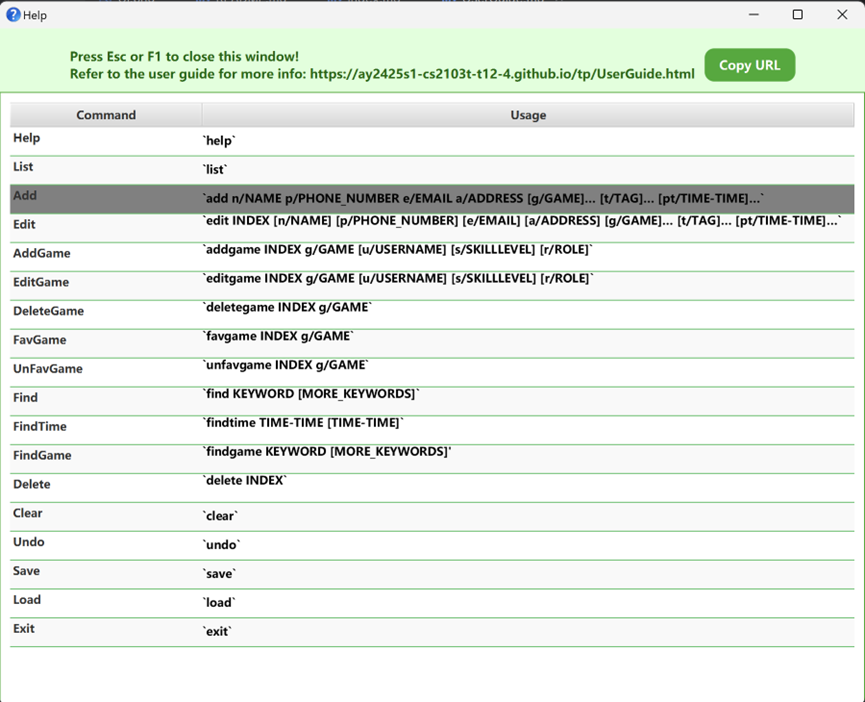 Help
Press Esc or F1 to close this window!
Refer to the user guide for more info: https://ay2425s1-cs2103t-t12-4.github.io/tp/UserGuide.html
Copy URL
Command Usage
Help `help`
List `list`
Add `add n/NAME p/PHONE_NUMBER e/EMAIL a/ADDRESS [g/GAME]... [t/TAG]... [pt/TIME-TIME]...`
Edit `edit INDEX [n/NAME] [p/PHONE_NUMBER] [e/EMAIL] [a/ADDRESS] [g/GAME]... [t/TAG]... [pt/TIME-TIME]...`
AddGame `addgame INDEX g/GAME [u/USERNAME] [s/SKILLLEVEL] [r/ROLE]`
EditGame `editgame INDEX g/GAME [u/USERNAME] [s/SKILLLEVEL] [r/ROLE]`
DeleteGame `deletegame INDEX g/GAME`
FavGame `favgame INDEX g/GAME`
UnFavGame `unfavgame INDEX g/GAME`
Find `find KEYWORD [MORE_KEYWORDS]`
FindTime `findtime TIME-TIME [TIME-TIME]`
FindGame `findgame KEYWORD [MORE_KEYWORDS]'
Delete `delete INDEX`
Clear `clear`
Undo `undo`
Save `save`
Load `load`
Exit `exit`